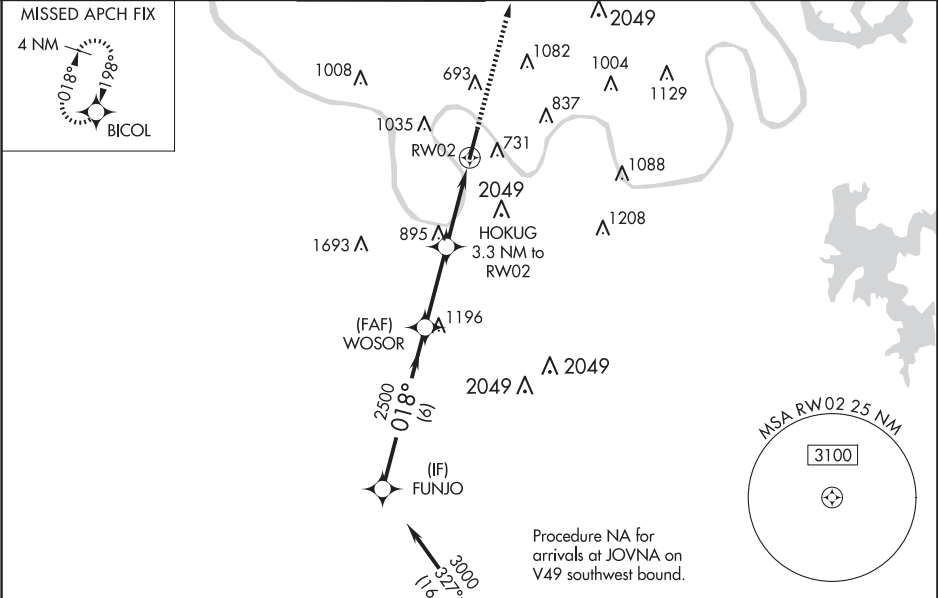 MISSED APCH FIX
4 NM
018°
198°
BICOL
2049
1082
1008
693
1004
1129
837
1035
RW02
731
1088
2049
1208
895
HOKUG
3.3 NM to
RW02
1693
(FAF)
WOSOR
1196
2049
2049
2500
018°
(6)
(IF)
FUNJO
MSA RW02 25 NM
3100
Procedure NA for
arrivals at JOVNA on
V49 southwest bound.
3000
327°
(16